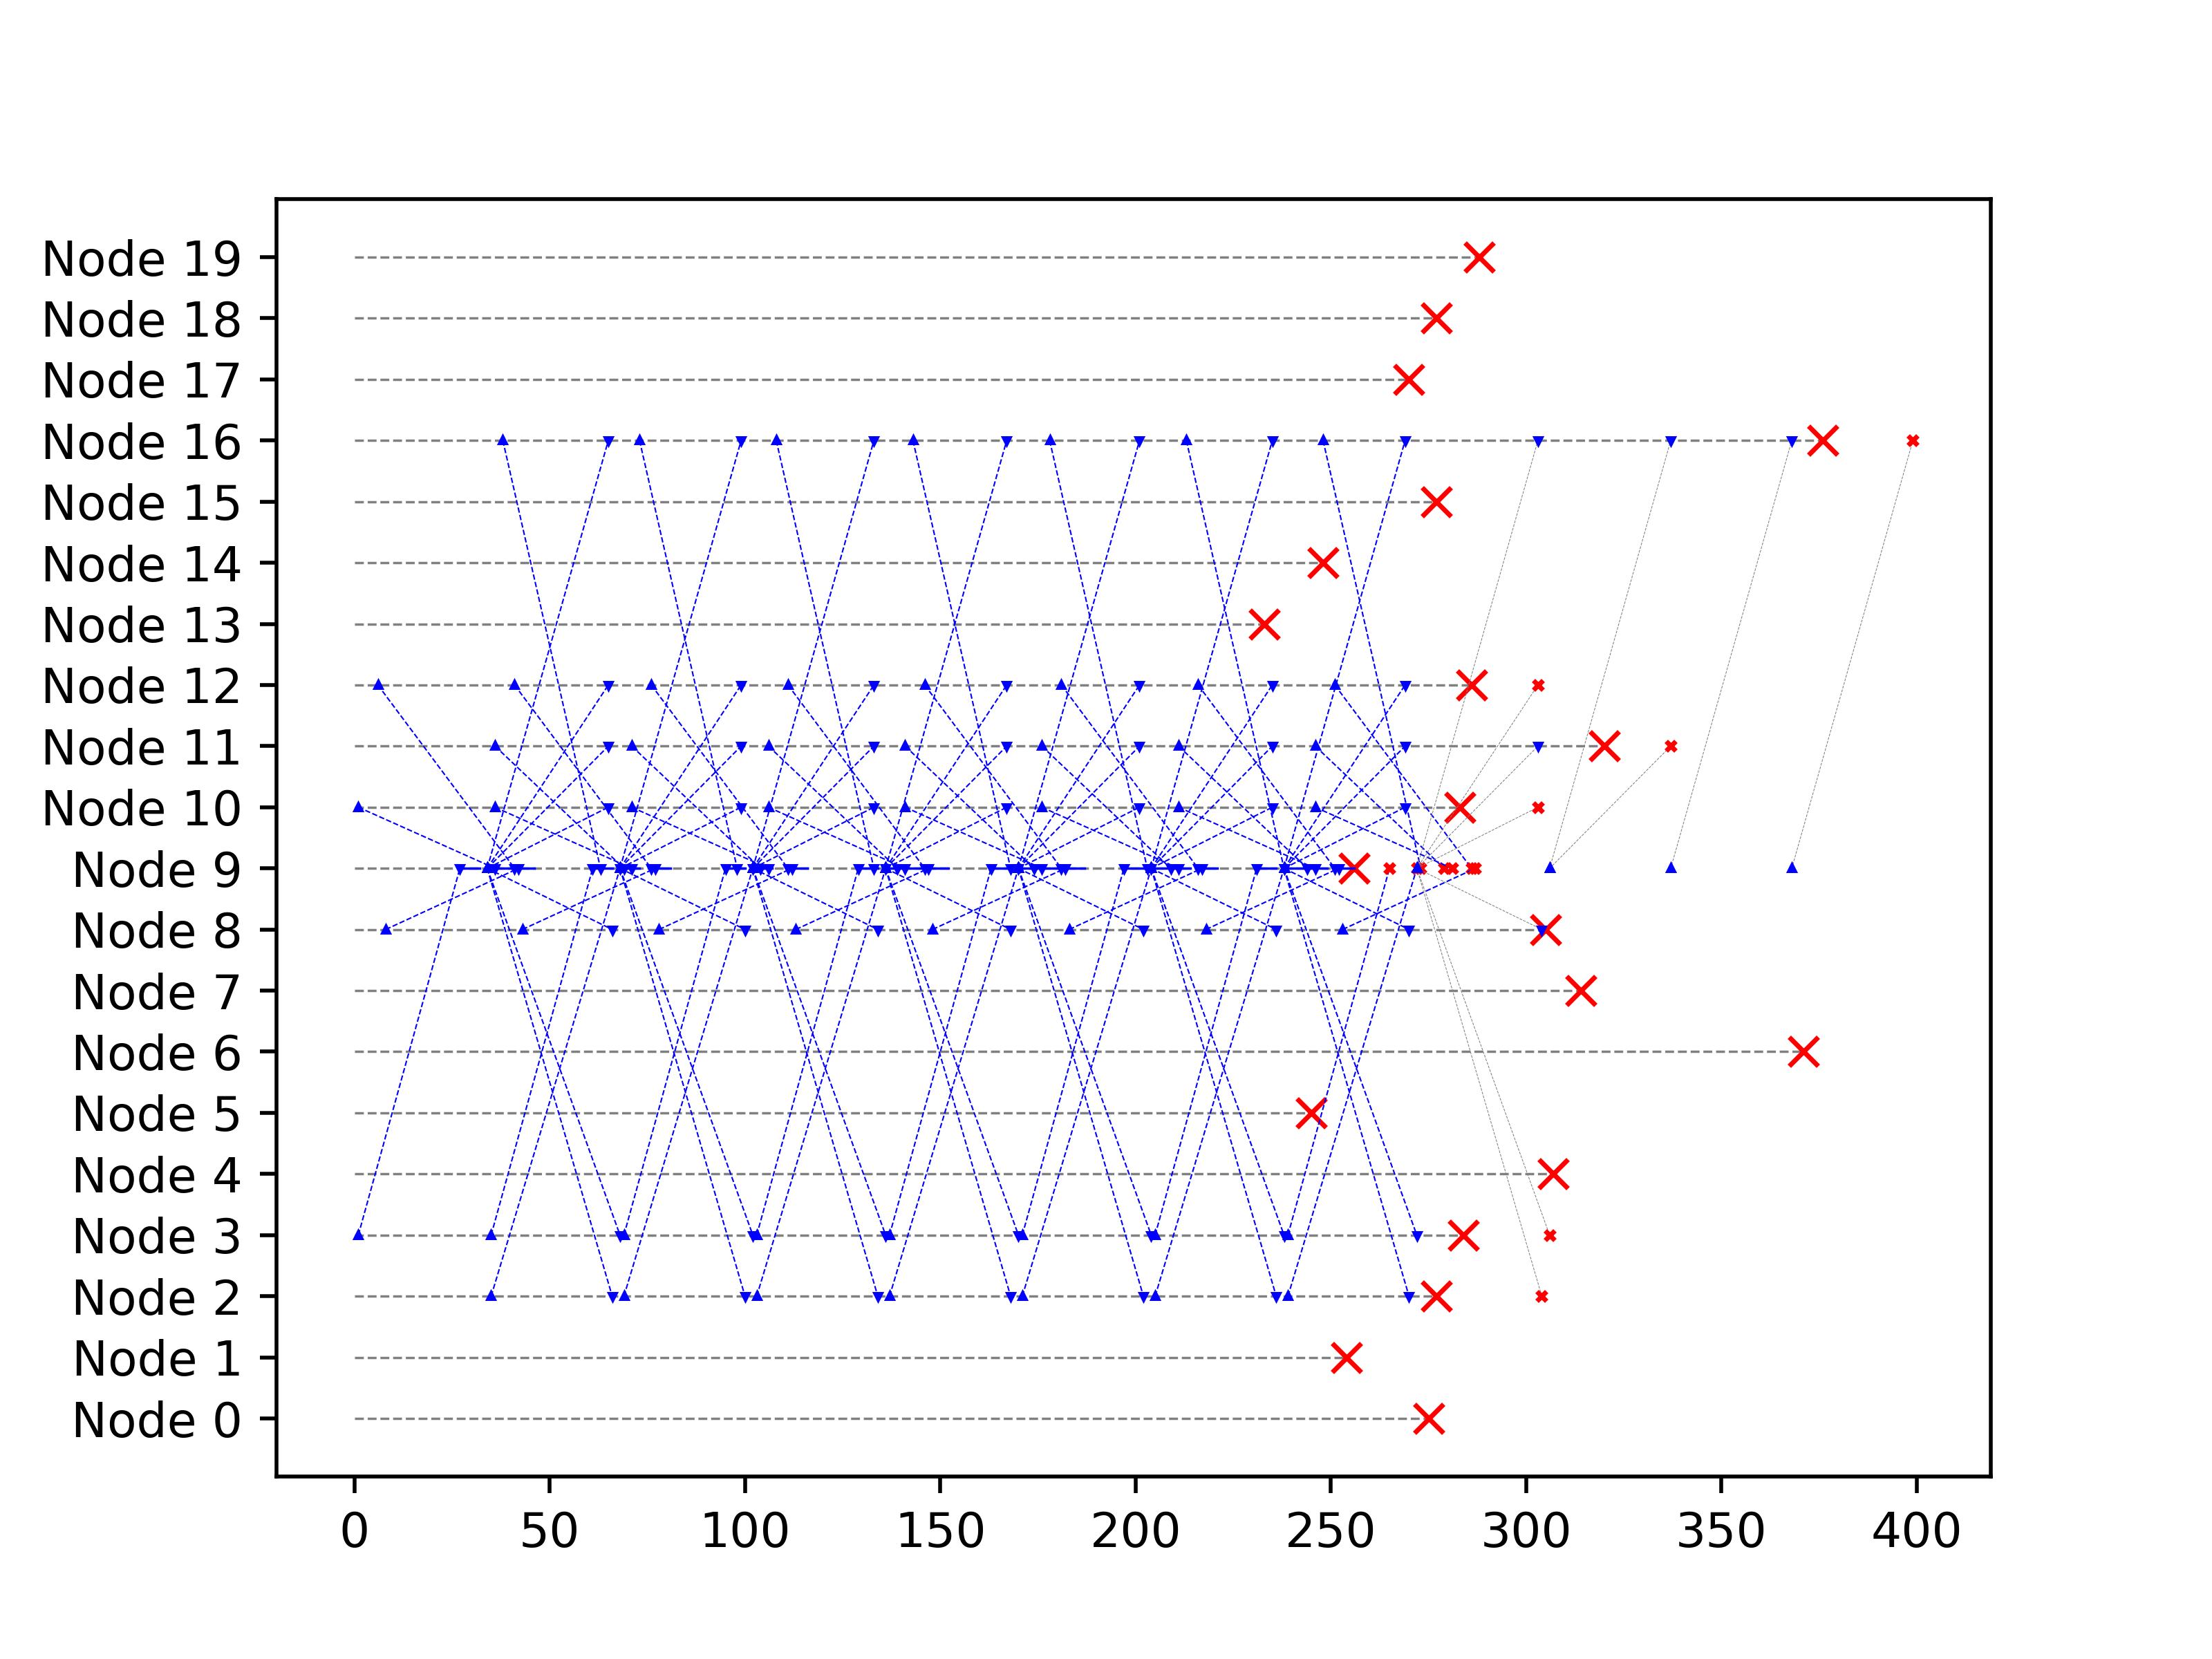 Node 19
Node 18
Node 17
Node 16
Node 15
Node 14
Node 13
Node 12
Node 11
Node 10
Node 9
Node 8
Node 7
Node 6
Node 5
Node 4
Node 3
Node 2
Node 1
Node 0
0 50 100 150 200 250 300 350 400